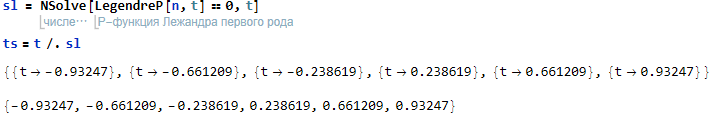 sl = NSolve[LegendreP[n, t] == 0, t]
⌊числе⋯ ⌊P-функция Лежандра первого рода
ts = t /. sl
{{t → -0.93247}, {t → -0.661209}, {t → -0.238619}, {t → 0.238619}, {t → 0.661209}, {t → 0.93247}}
{-0.93247, -0.661209, -0.238619, 0.238619, 0.661209, 0.93247}